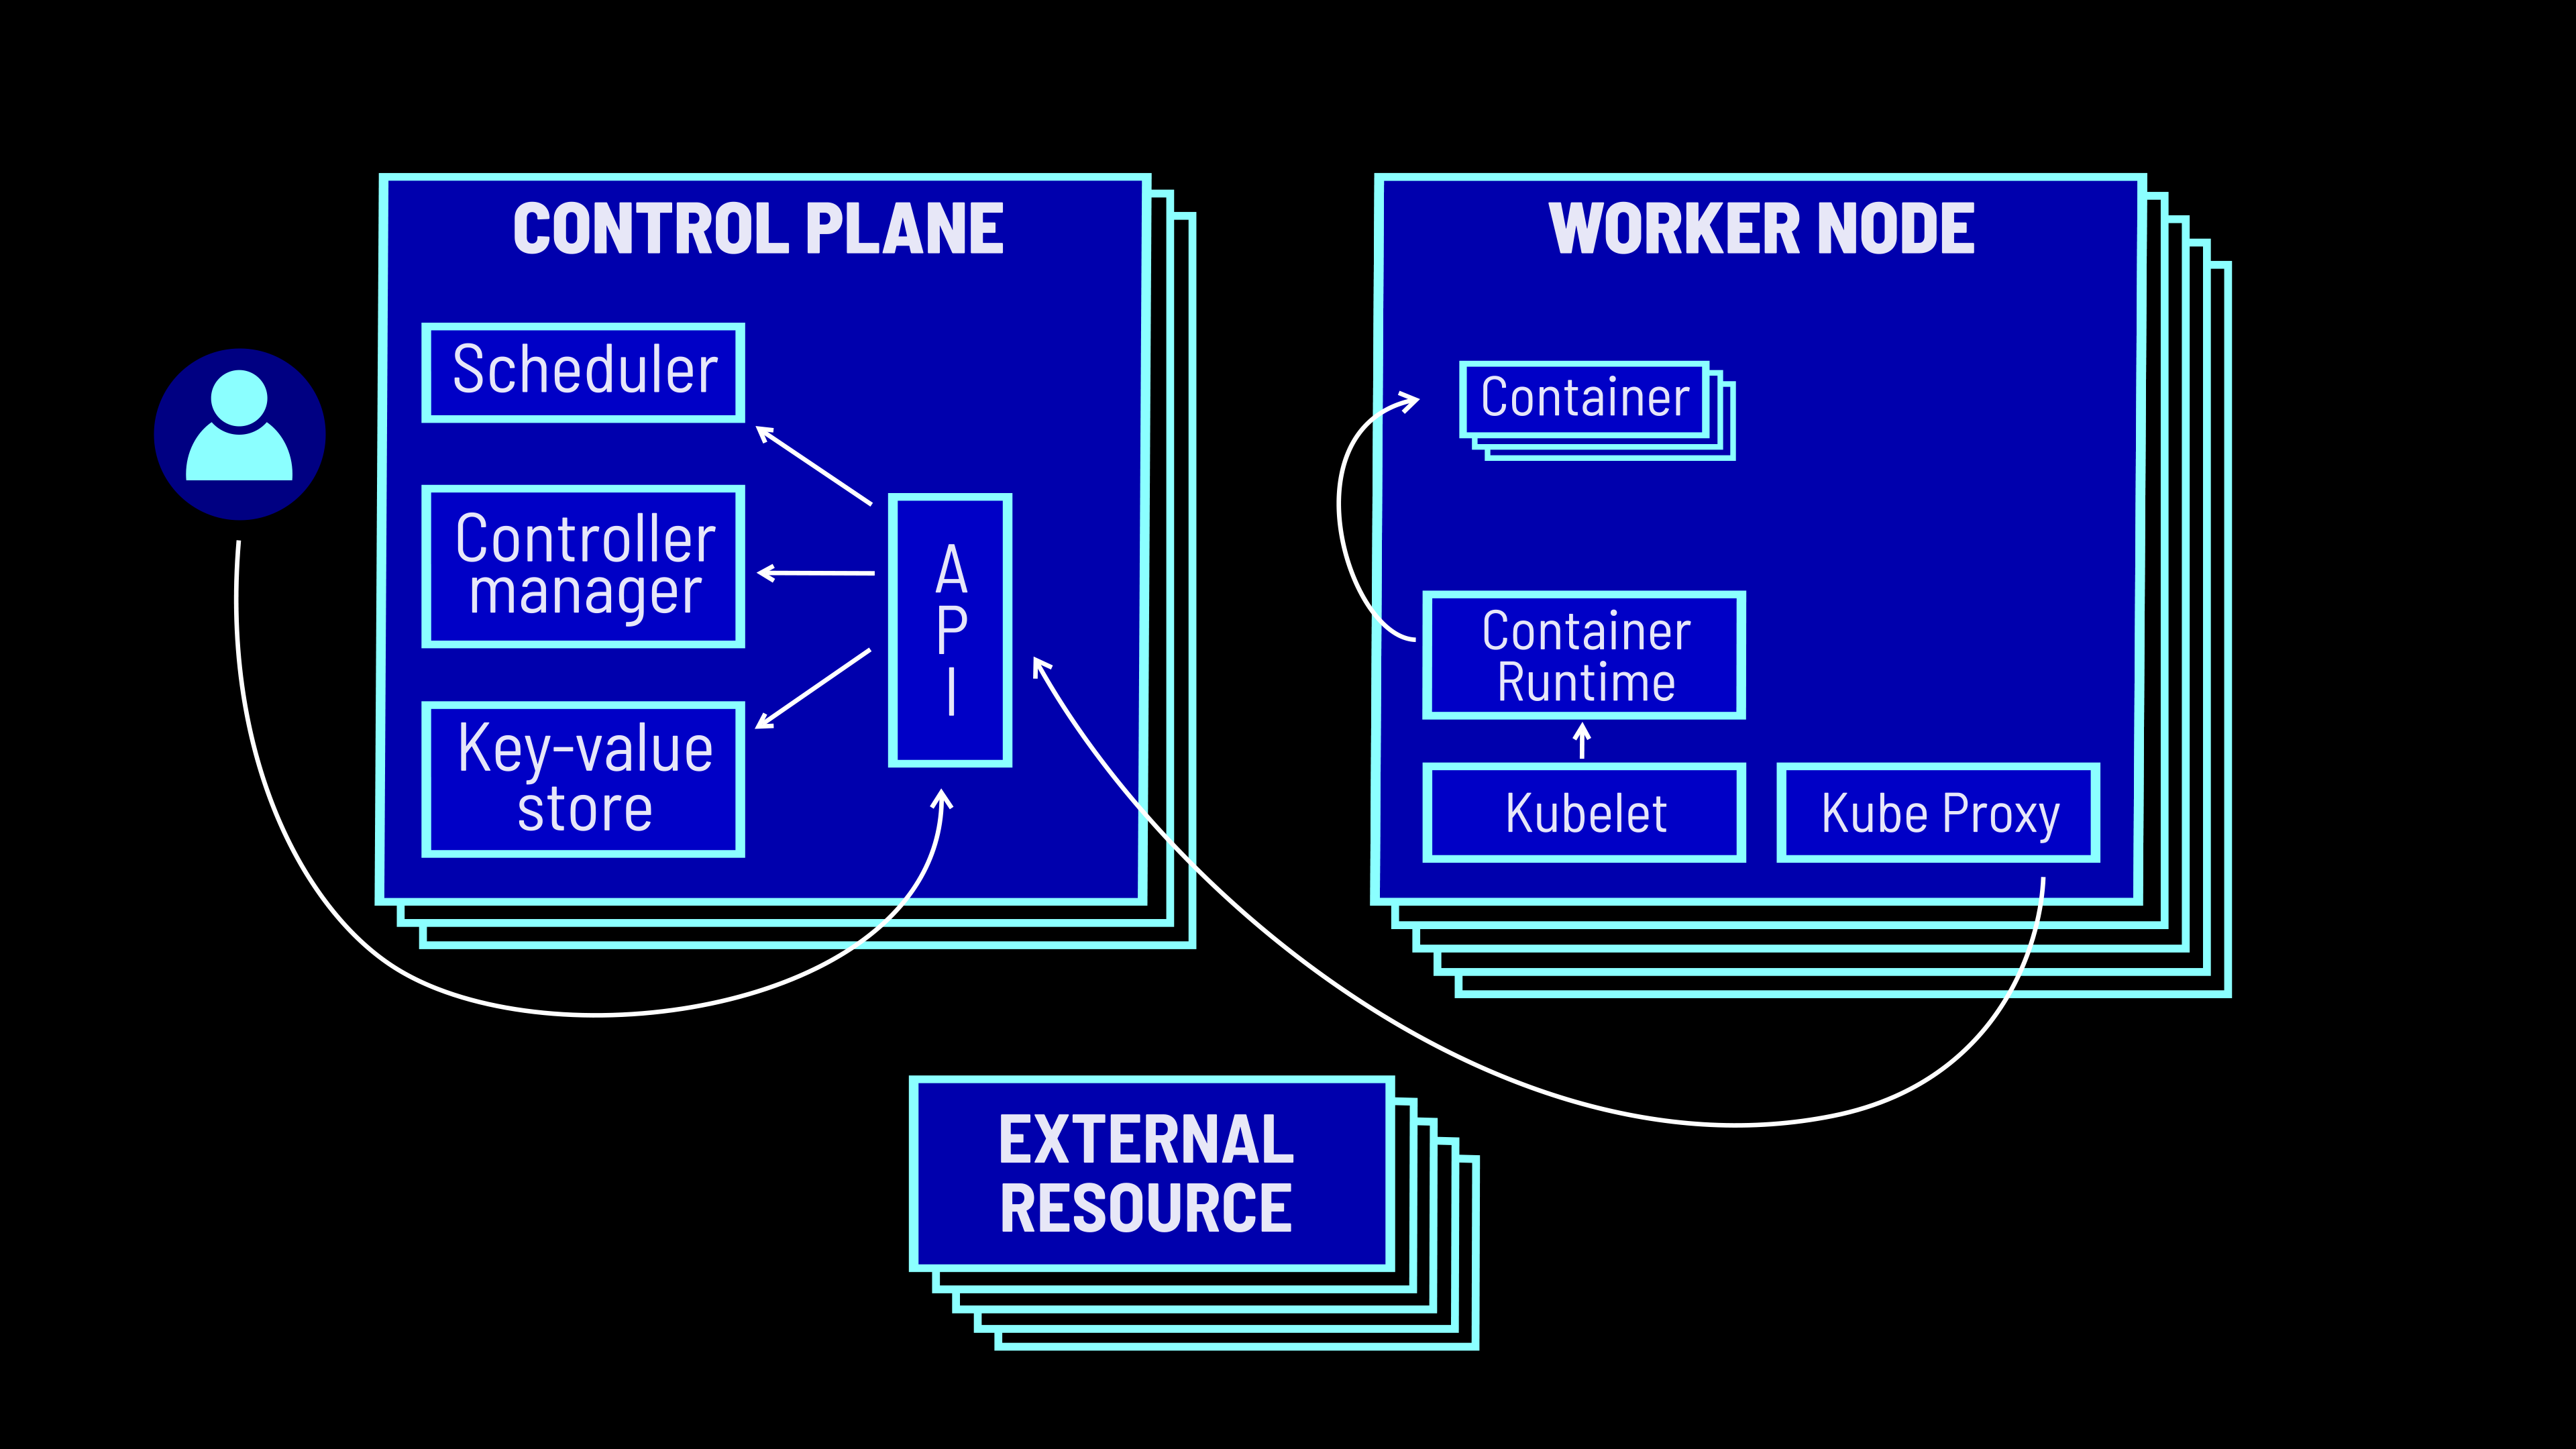 CONTROL PLANE
Scheduler
Controller
manager
Key-value
store
A
P
I
WORKER NODE
Container
Container
Runtime
Kubelet
Kube Proxy
EXTERNAL
RESOURCE